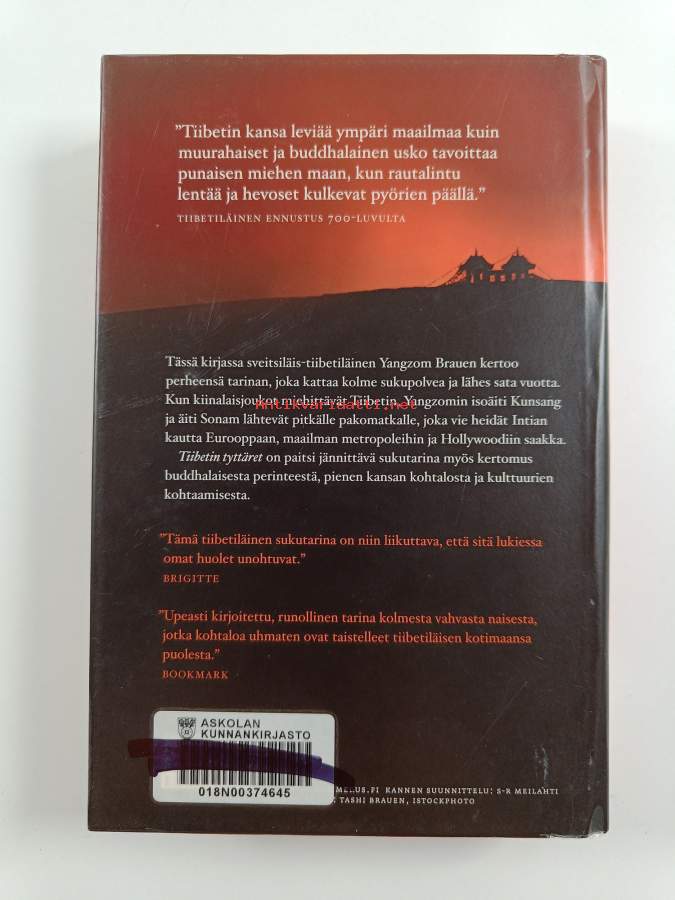 ”Tiibetin kansa leviää ympäri maailmaa kuin
muurahaiset ja buddhalainen usko tavoittaa
punaisen miehen maan, kun rautalintu
lentää ja hevoset kulkevat pyörien päällä.”
TIIBETILÄINEN ENNUSTUS 700-LUVULTA
Tässä kirjassa sveitsiläis-tiibetiläinen Yangzom Brauen kertoo
perheensä tarinan, joka kattaa kolme sukupolvea ja lähes sata vuotta.
Kun kiinalaisjoukot miehittävät Tiibetin, Yangzomin isoäiti Kunsang
Antikvariaatti.net
ja äiti Sonam lähtevät pitkälle pakomatkalle, joka vie heidät Intian
kautta Eurooppaan, maailman metropoleihin ja Hollywoodiin saakka.
Tiibetin tyttäret on paitsi jännittävä sukutarina myös kertomus
buddhalaisesta perinteestä, pienen kansan kohtalosta ja kulttuurien
kohtaamisesta.
”Tämä tiibetiläinen sukutarina on niin liikuttava, että sitä lukiessa
omat huolet unohtuvat.”
BRIGITTE
”Upeasti kirjoitettu, runollinen tarina kolmesta vahvasta naisesta,
jotka kohtaloa uhmaten ovat taistelleet tiibetiläisen kotimaansa
puolesta.”
BOOKMARK
ASKOLAN
KUNNANKIRJASTO
018N00374645
MELUS.FI KANNEN SUUNNITTELU: S-R MEILAHTI
TASHI BRAUEN, ISTOCKPHOTO